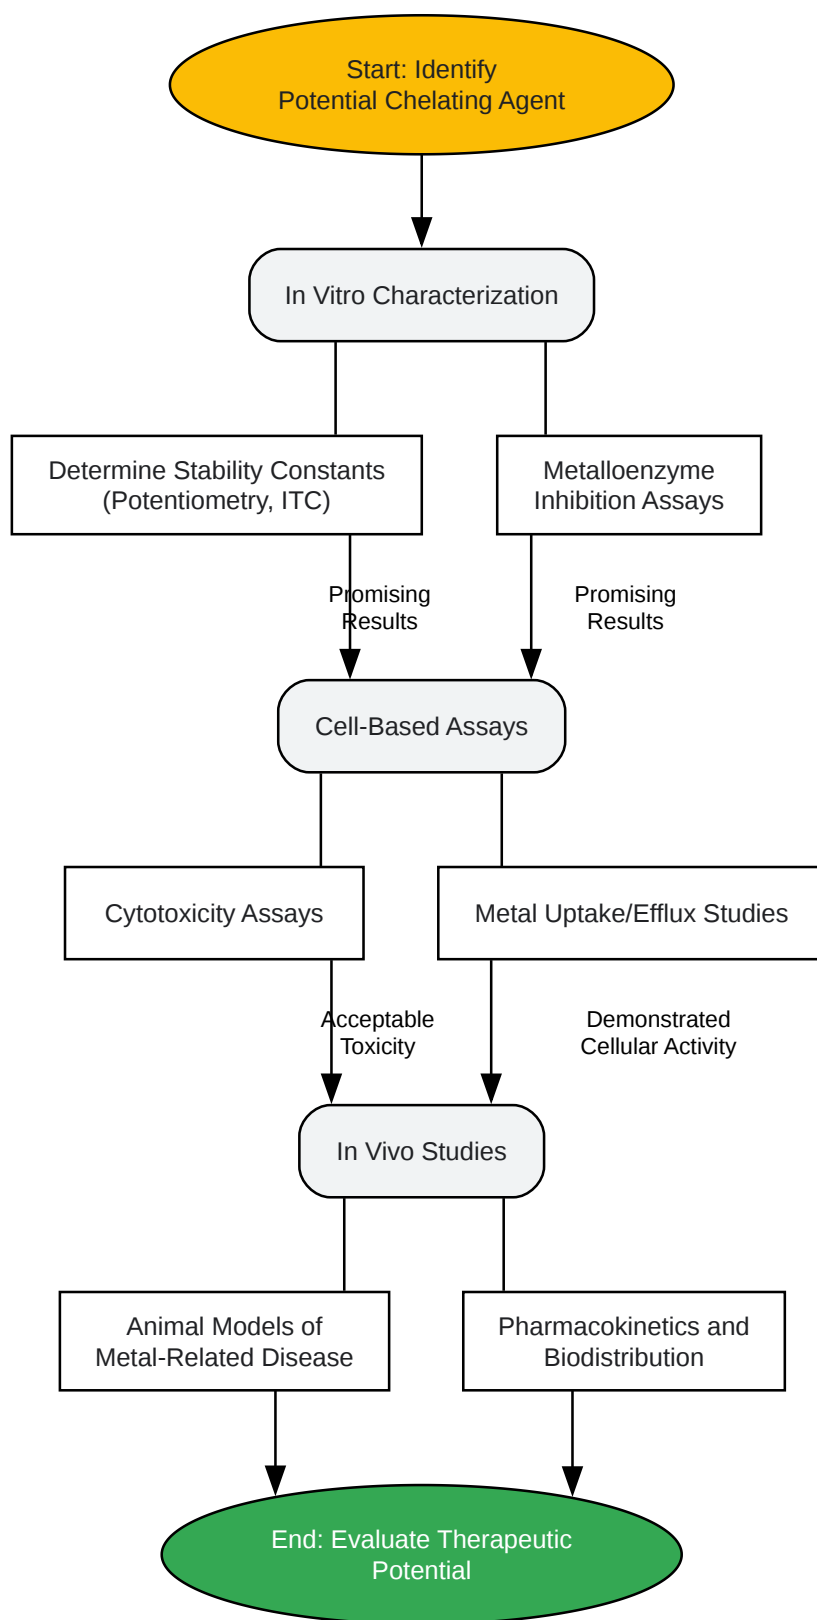 Start: Identify
Potential Chelating Agent
In Vitro Characterization
Determine Stability Constants
(Potentiometry, ITC)
Metalloenzyme
Inhibition Assays
Promising
Results
Promising
Results
Cell-Based Assays
Cytotoxicity Assays
Metal Uptake/Efflux Studies
Acceptable
Toxicity
Demonstrated
Cellular Activity
In Vivo Studies
Animal Models of
Metal-Related Disease
Pharmacokinetics and
Biodistribution
End: Evaluate Therapeutic
Potential